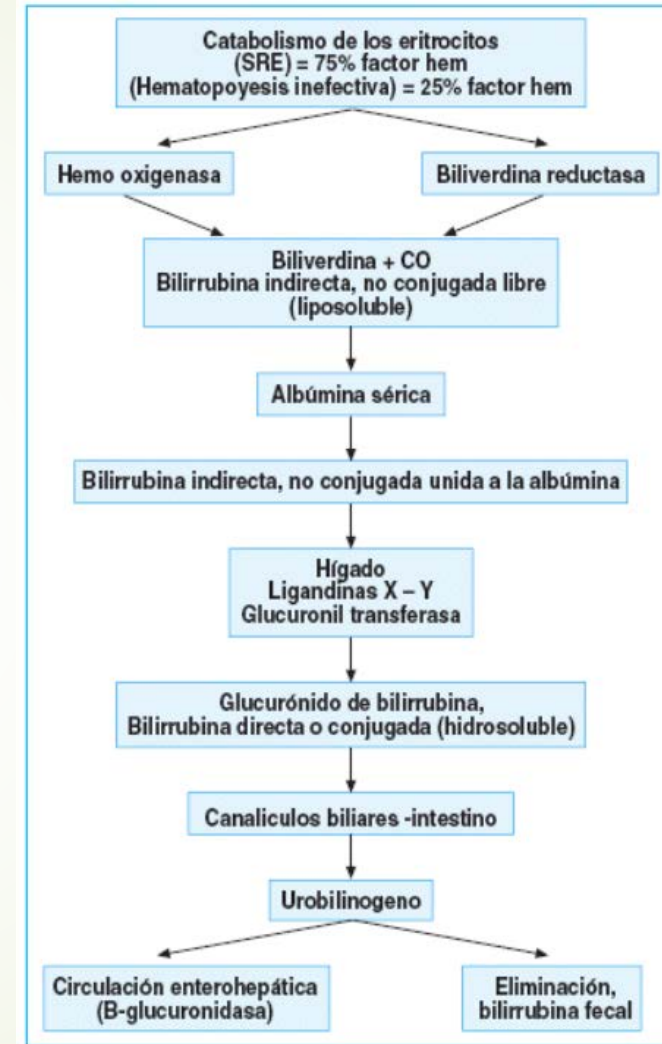 Catabolismo de los eritrocitos
(SRE) = 75% factor hem
(Hematopoyesis inefectiva) = 25% factor hem
Hemo oxigenasa
Biliverdina reductasa
Biliverdina + CO
Bilirrubina indirecta, no conjugada libre
(liposoluble)
Albúmina sérica
Bilirrubina indirecta, no conjugada unida a la albúmina
Hígado
Ligandinas X – Y
Glucuronil transferasa
Glucurónido de bilirrubina,
Bilirrubina directa o conjugada (hidrosoluble)
Canaliculos biliares -intestino
Urobilinogeno
Circulación enterohepática
(B-glucuronidasa)
Eliminación,
bilirrubina fecal